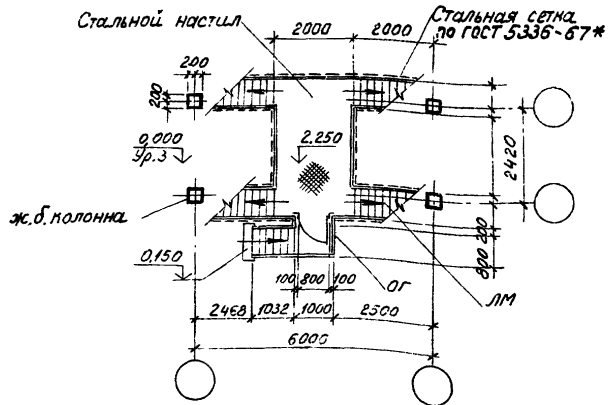 Стальной настил
Стальная сетка
по ГОСТ 5336-67*
2000
2000
200
200
0,000
Ур.3
2.250
2420
ж.б. колонна
0,150
200
800
100
800
100
ОГ
ЛМ
2468
1032
1000
2500
6000